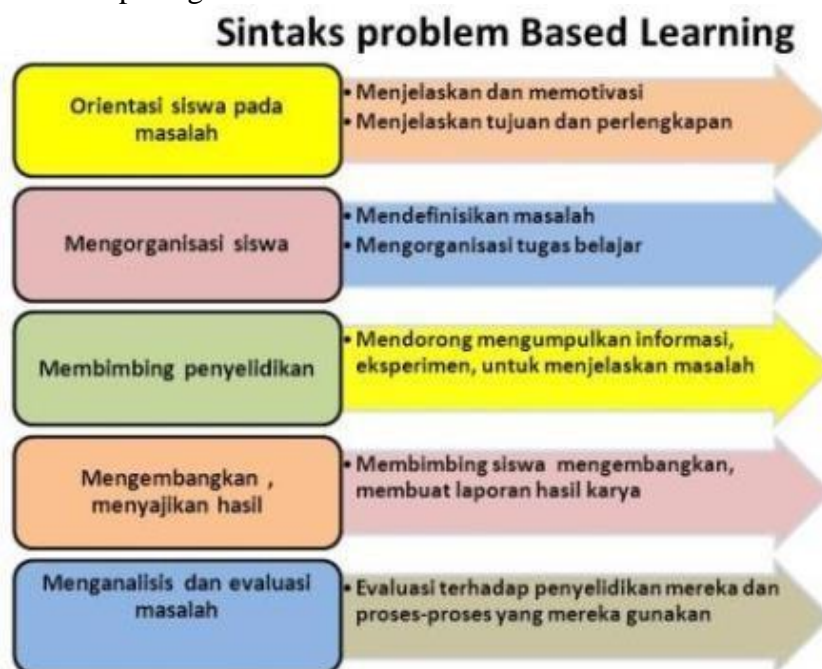 Sintaks problem Based Learning
Orientasi siswa pada
masalah
• Menjelaskan dan memotivasi
• Menjelaskan tujuan dan perlengkapan
Mengorganisasi siswa
• Mendefinisikan masalah
• Mengorganisasi tugas belajar
Membimbing penyelidikan
• Mendorong mengumpulkan informasi,
eksperimen, untuk menjelaskan masalah
Mengembangkan ,
menyajikan hasil
• Membimbing siswa mengembangkan,
membuat laporan hasil karya
Menganalisis dan evaluasi
masalah
• Evaluasi terhadap penyelidikan mereka dan
proses-proses yang mereka gunakan